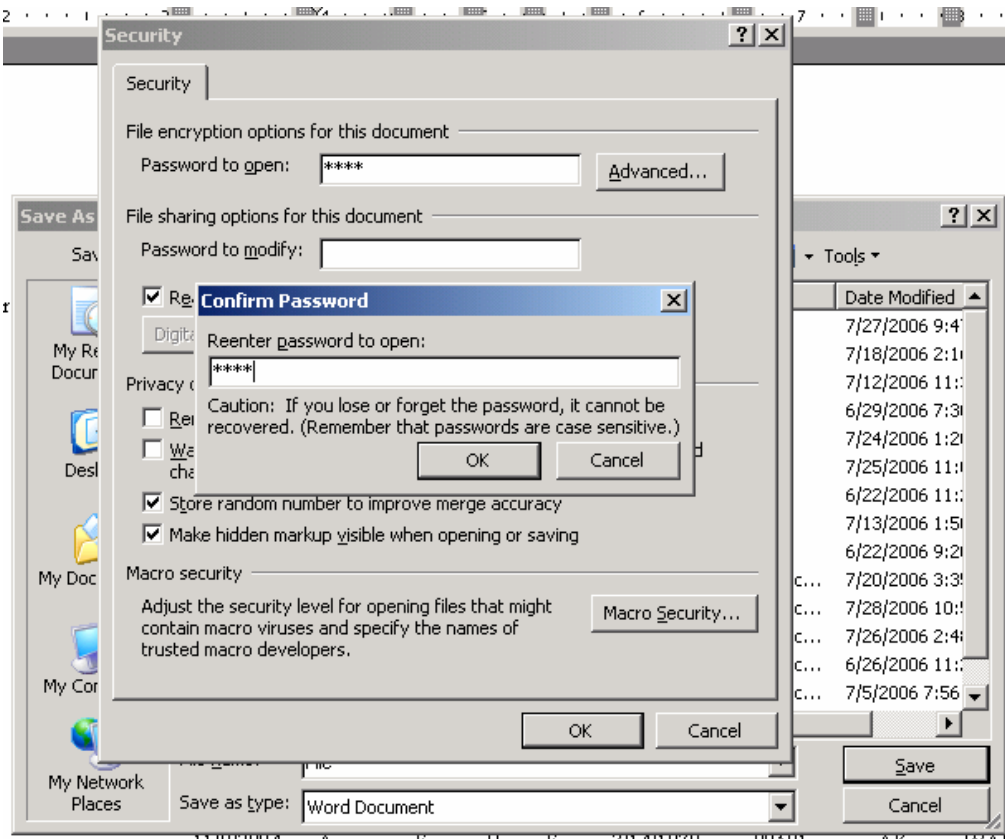 Security
Security
File encryption options for this document
Password to open: ****
Advanced...
File sharing options for this document
Password to modify:
Confirm Password
Reenter password to open:
****
Caution: If you lose or forget the password, it cannot be
recovered. (Remember that passwords are case sensitive.)
OK Cancel
Privacy
Store random number to improve merge accuracy
Make hidden markup visible when opening or saving
Macro security
Adjust the security level for opening files that might
contain macro viruses and specify the names of
trusted macro developers.
Macro Security...
OK Cancel
Save As
Tools
Date Modified
7/27/2006
7/18/2006
7/12/2006
6/29/2006
7/24/2006
7/25/2006
6/22/2006
7/13/2006
6/22/2006
7/20/2006
7/28/2006
7/26/2006
6/26/2006
7/5/2006 7:56
My
My
My
My Network
Places
Save as type: Word Document
Save
Cancel